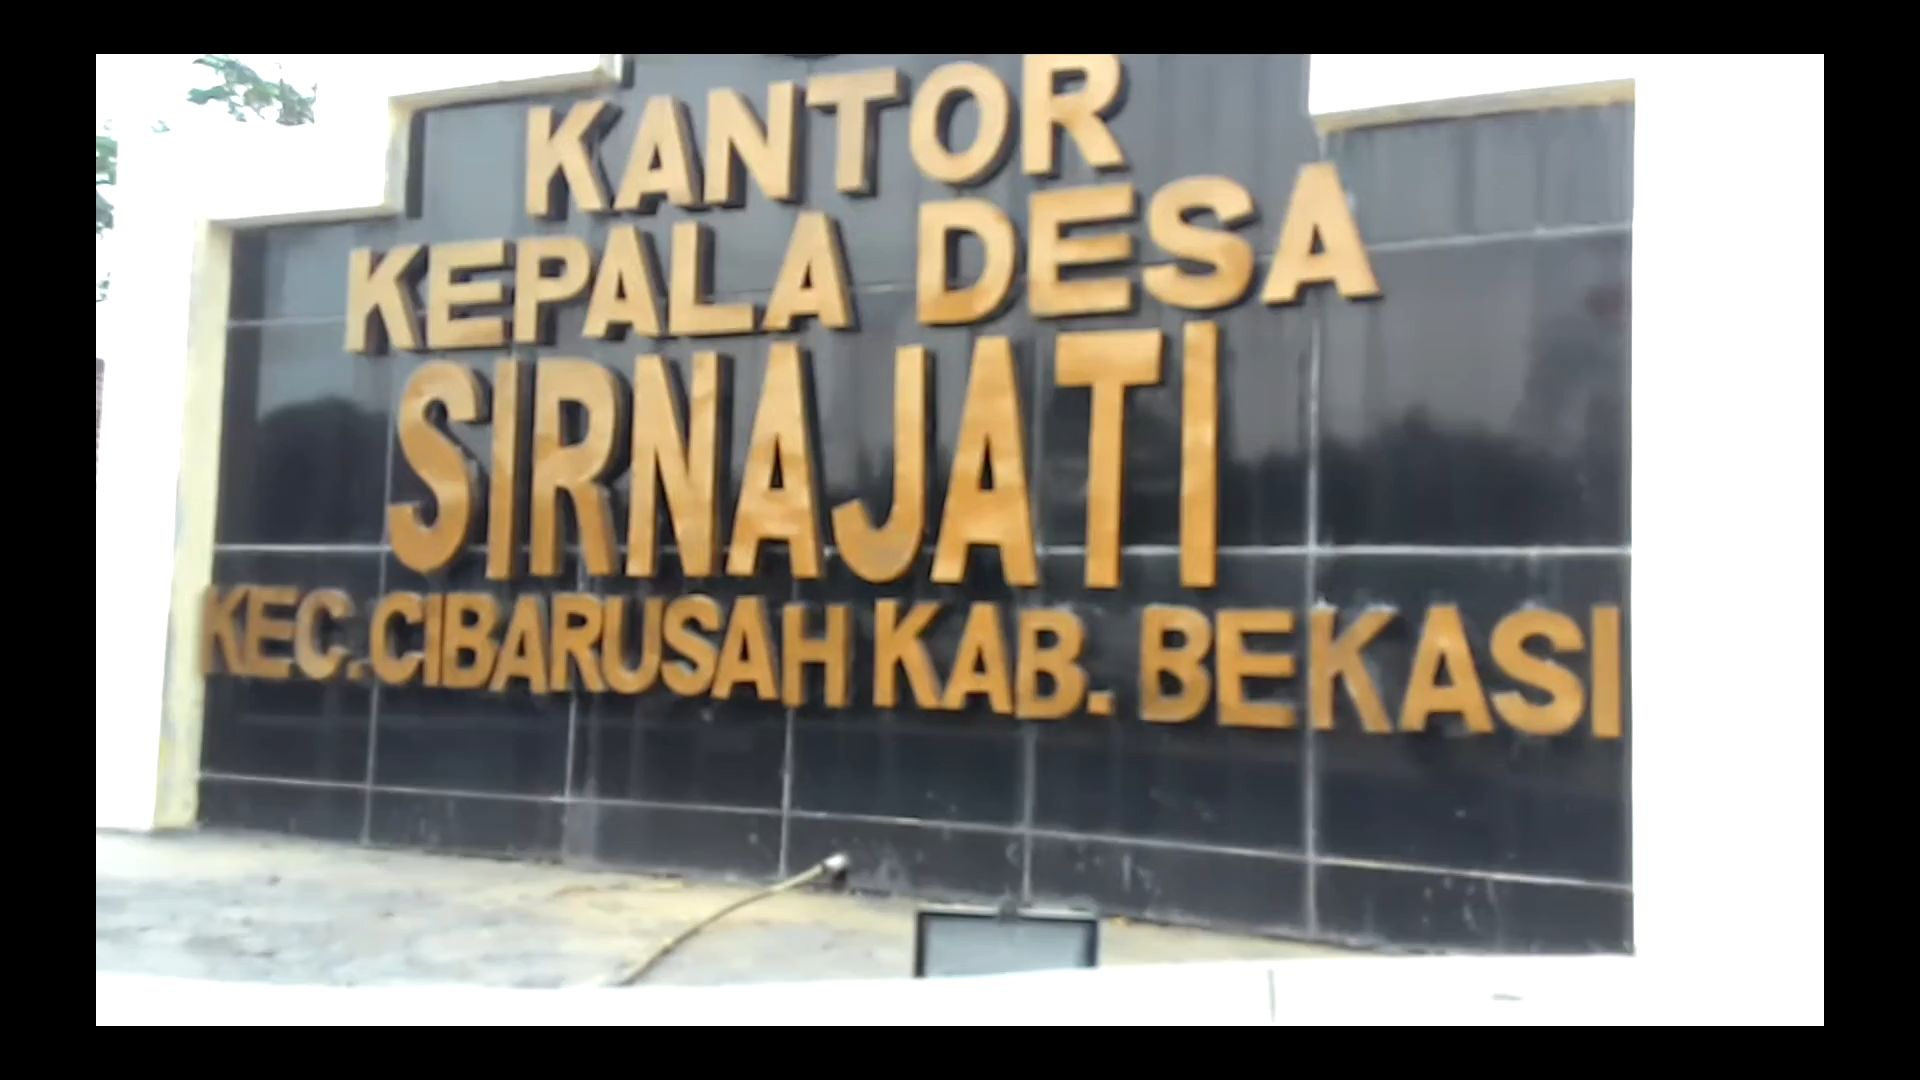 KANTOR
KEPALA DESA
SIRNAJATI
KEC. CIBARUSAH KAB. BEKASI